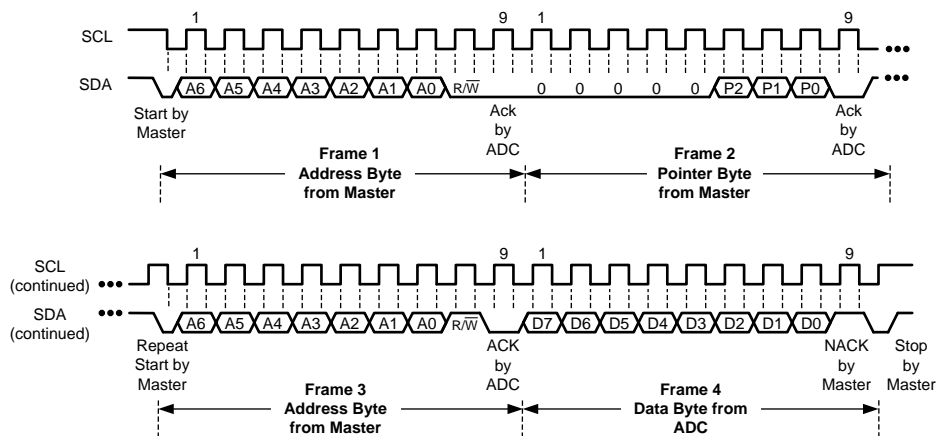 1 9 1 9
SCL
SDA A6 A5 A4 A3 A2 A1 A0 R/W̅ 0 0 0 0 0 P2 P1 P0
Start by
Master
Ack
by
ADC
Ack
by
ADC
Frame 1
Address Byte
from Master
Frame 2
Pointer Byte
from Master
1 9 1 9
SCL
(continued)
SDA
(continued)
A6 A5 A4 A3 A2 A1 A0 R/W̅ D7 D6 D5 D4 D3 D2 D1 D0
Repeat
Start by
Master
ACK
by
ADC
NACK
by
Master
Stop
by
Master
Frame 3
Address Byte
from Master
Frame 4
Data Byte from
ADC